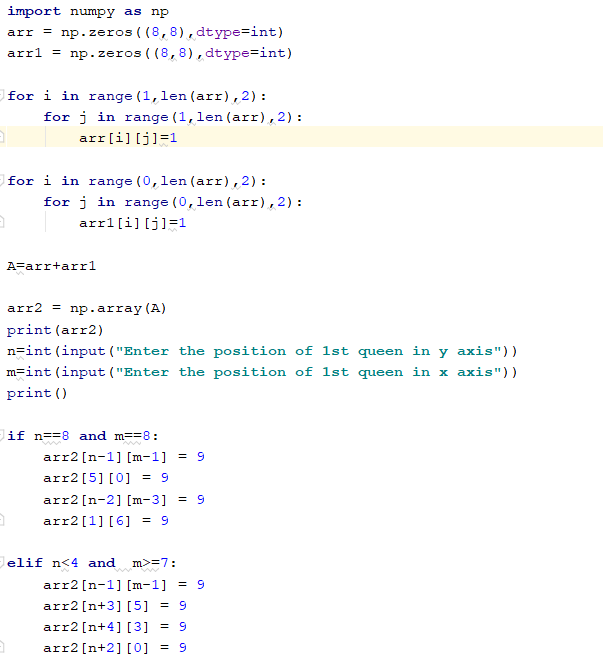 import numpy as np
arr = np.zeros((8,8),dtype=int)
arr1 = np.zeros((8,8),dtype=int)
for i in range(1,len(arr),2):
for j in range(1,len(arr),2):
arr[i][j]=1
for i in range(0,len(arr),2):
for j in range(0,len(arr),2):
arr1[i][j]=1
A=arr+arr1
arr2 = np.array(A)
print(arr2)
n=int(input("Enter the position of 1st queen in y axis"))
m=int(input("Enter the position of 1st queen in x axis"))
print()
if n==8 and m==8:
arr2[n-1][m-1] = 9
arr2[5][0] = 9
arr2[n-2][m-3] = 9
arr2[1][6] = 9
elif n<4 and  m>=7:
arr2[n-1][m-1] = 9
arr2[n+3][5] = 9
arr2[n+4][3] = 9
arr2[n+2][0] = 9